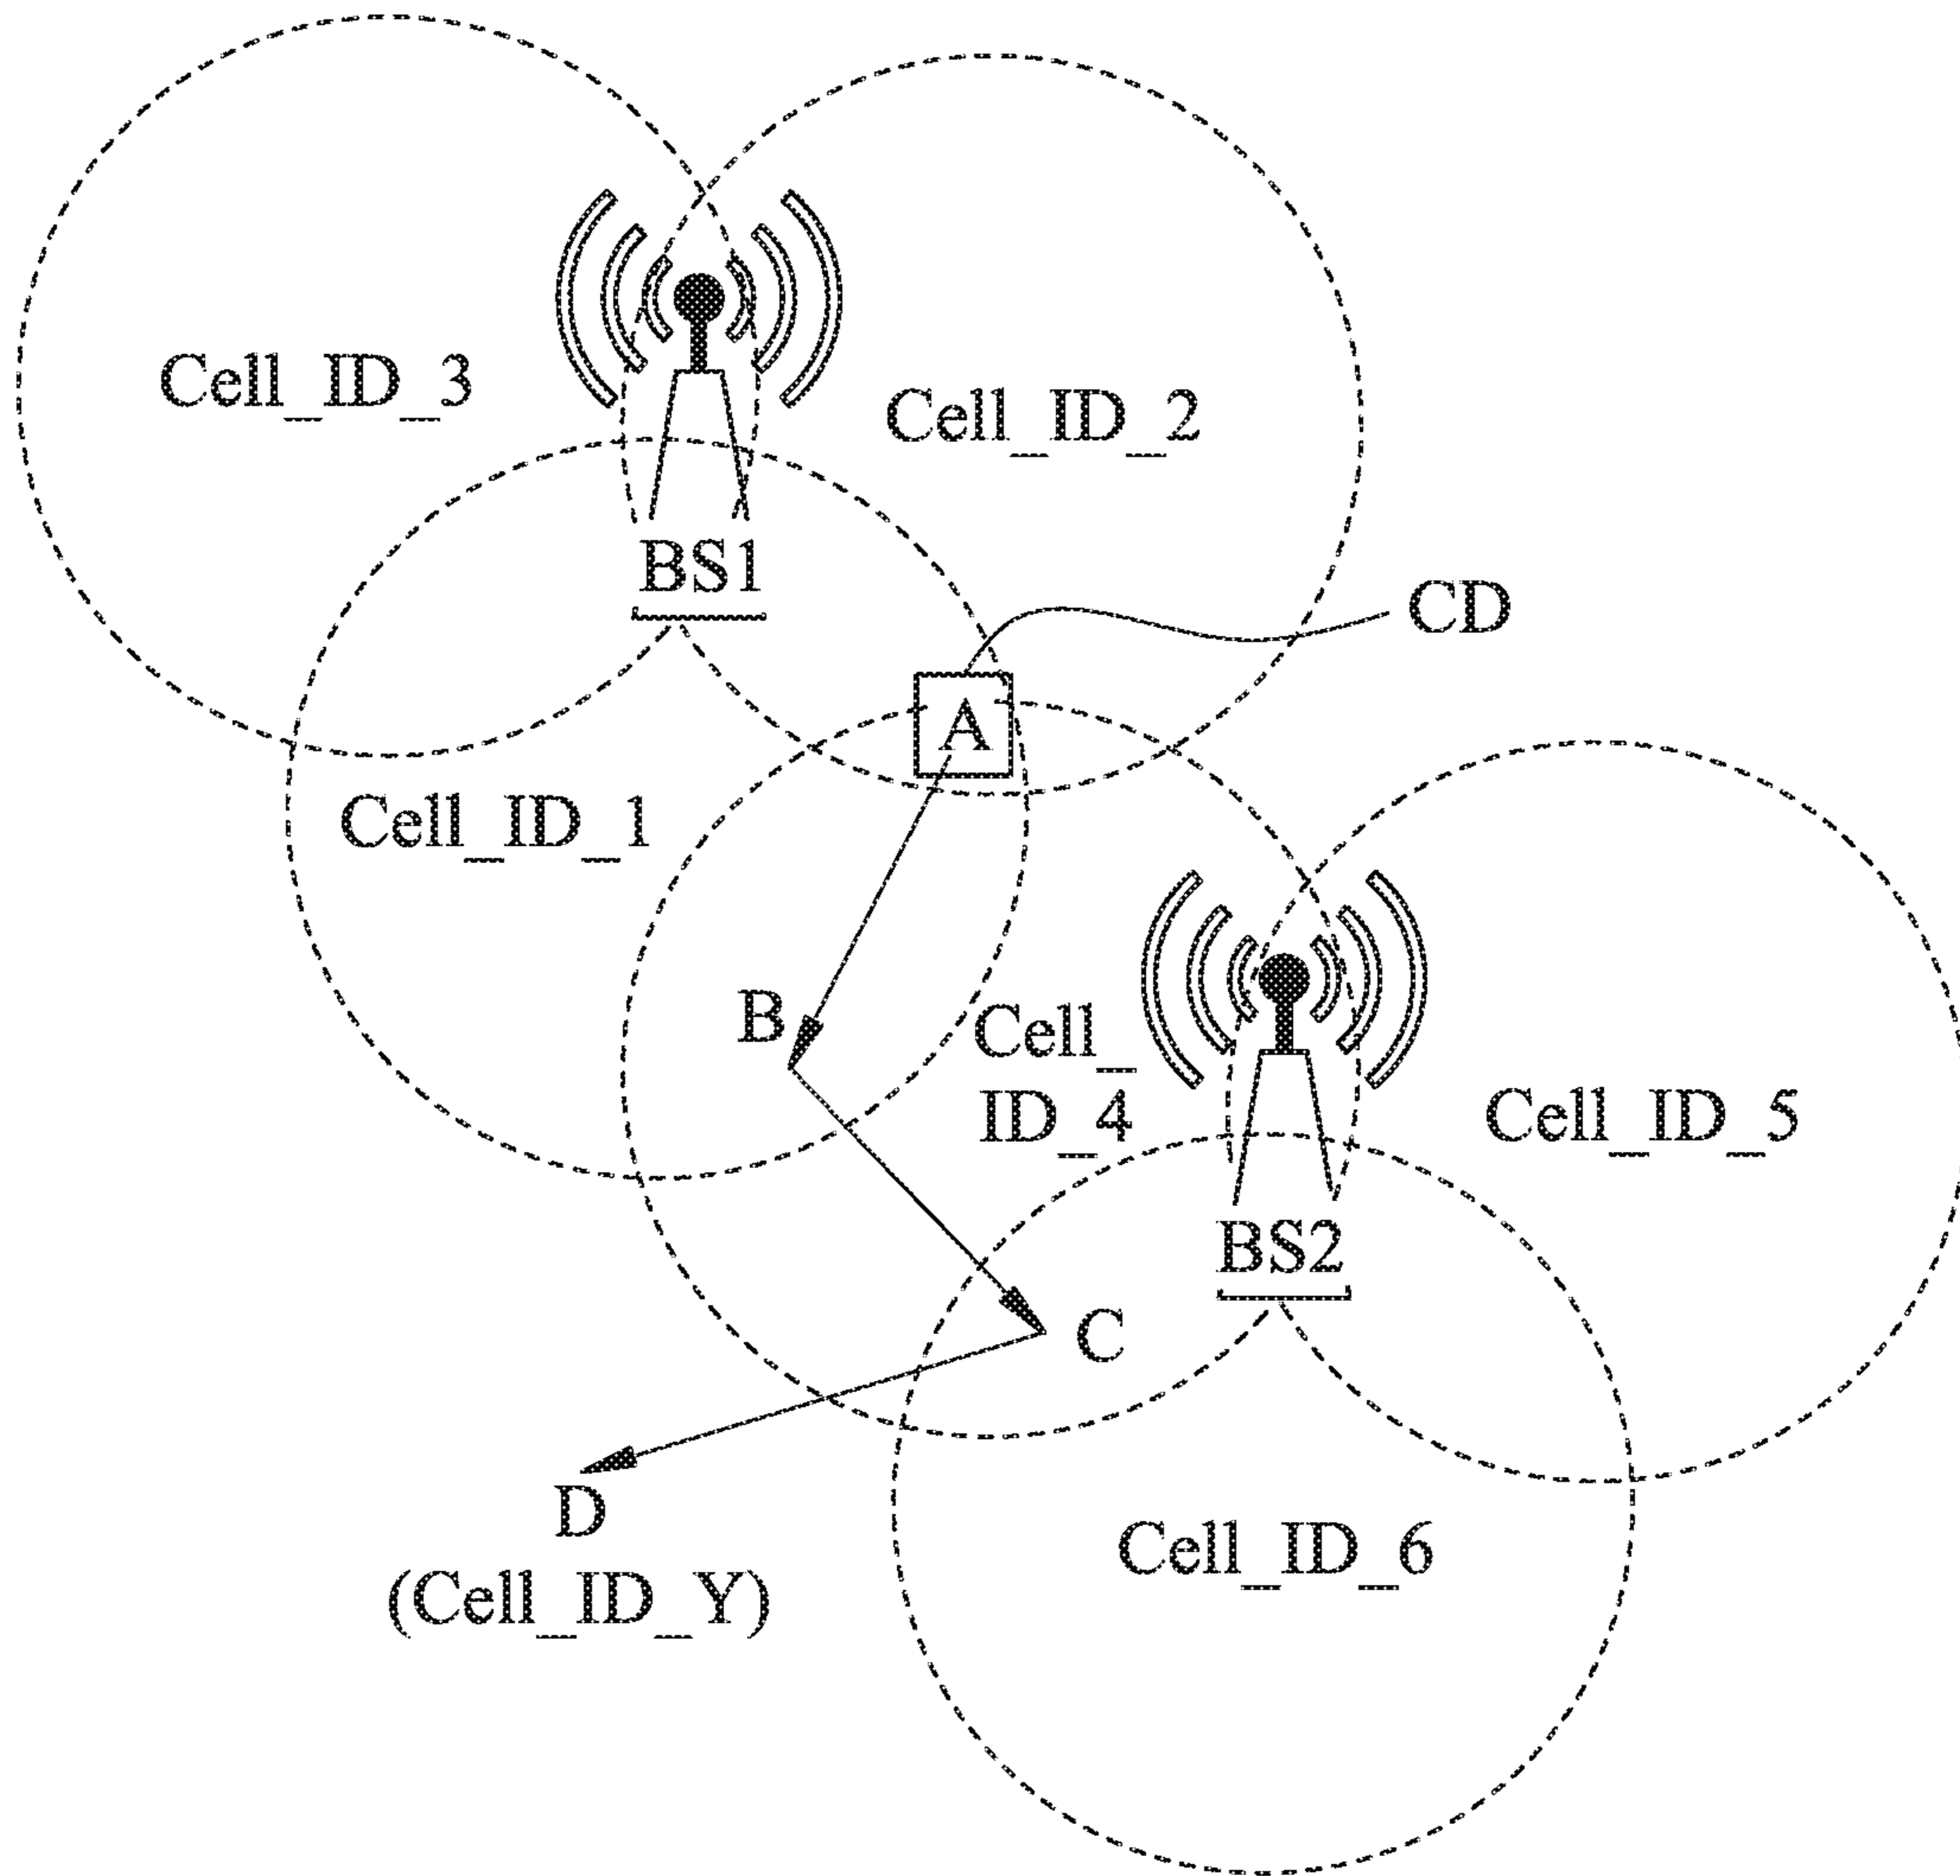 Cell_ID_3
Cell_ID_2
BS1
CD
A
Cell_ID_1
B
Cell_
ID_4
Cell_ID_5
BS2
C
D
(Cell_ID_Y)
Cell_ID_6